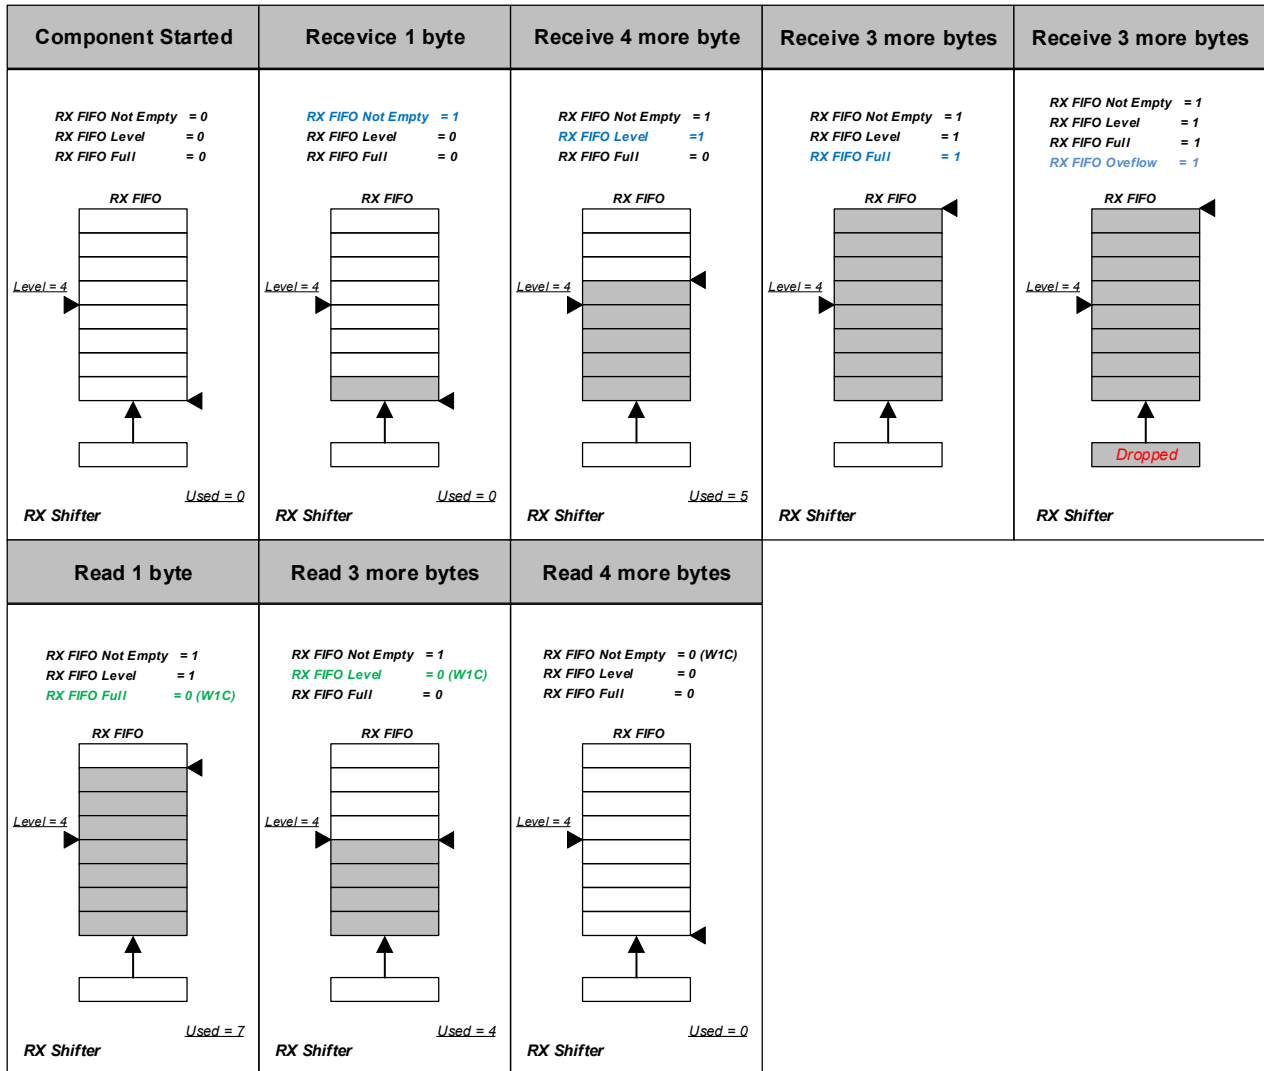 Component Started
RX FIFO Not Empty = 0
RX FIFO Level = 0
RX FIFO Full = 0
RX FIFO
Level = 4
Used = 0
RX Shifter
Recevice 1 byte
RX FIFO Not Empty = 1
RX FIFO Level = 0
RX FIFO Full = 0
RX FIFO
Level = 4
Used = 0
Receive 4 more byte
RX FIFO Not Empty = 1
RX FIFO Level =1
RX FIFO Full = 0
RX FIFO
Level = 4
Used = 5
RX Shifter
Receive 3 more bytes
RX FIFO Not Empty = 1
RX FIFO Level = 1
RX FIFO Full = 1
RX FIFO
Level = 4
RX Shifter
Receive 3 more bytes
RX FIFO Not Empty = 1
RX FIFO Level = 1
RX FIFO Full = 1
RX FIFO Oveflow = 1
RX FIFO
Level = 4
Dropped
RX Shifter
Read 1 byte
RX FIFO Not Empty = 1
RX FIFO Level = 1
RX FIFO Full = 0 (W1C)
RX FIFO
Level = 4
Used = 7
RX Shifter
Read 3 more bytes
RX FIFO Not Empty = 1
RX FIFO Level = 0 (W1C)
RX FIFO Full = 0
RX FIFO
Level = 4
Used = 4
RX Shifter
Read 4 more bytes
RX FIFO Not Empty = 0 (W1C)
RX FIFO Level = 0
RX FIFO Full = 0
RX FIFO
Level = 4
Used = 0
RX Shifter